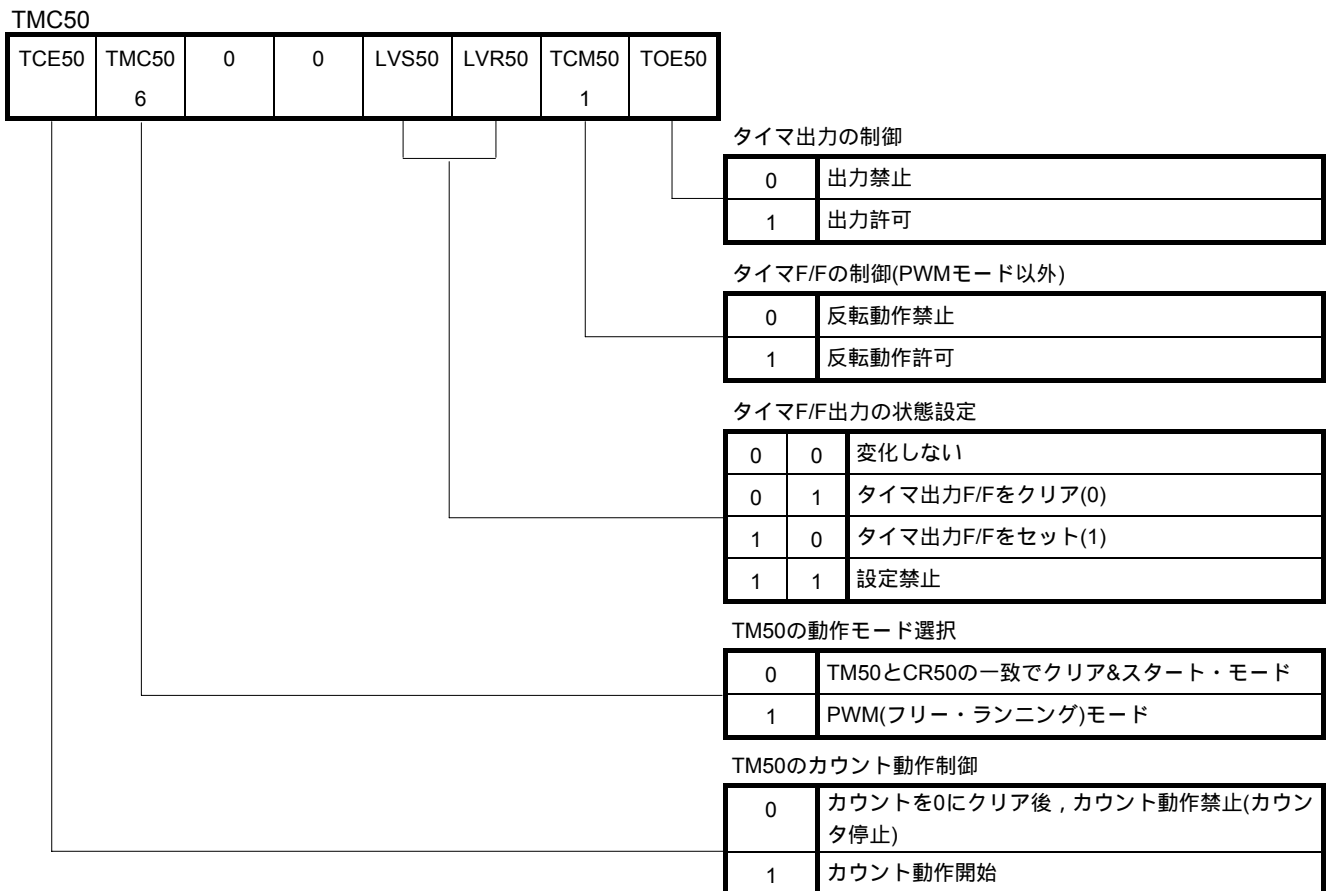 TMC50
TCE50 TMC50 0 0 LVS50 LVR50 TCM50 TOE50
6 1
タイマ出力の制御
0 出力禁止
1 出力許可
タイマF/Fの制御(PWMモード以外)
0 反転動作禁止
1 反転動作許可
タイマF/F出力の状態設定
0 0 変化しない
0 1 タイマ出力F/Fをクリア(0)
1 0 タイマ出力F/Fをセット(1)
1 1 設定禁止
TM50の動作モード選択
0 TM50とCR50の一致でクリア&スタート・モード
1 PWM(フリー・ランニング)モード
TM50のカウント動作制御
0 カウントを0にクリア後，カウント動作禁止(カウン
タ停止)
1 カウント動作開始